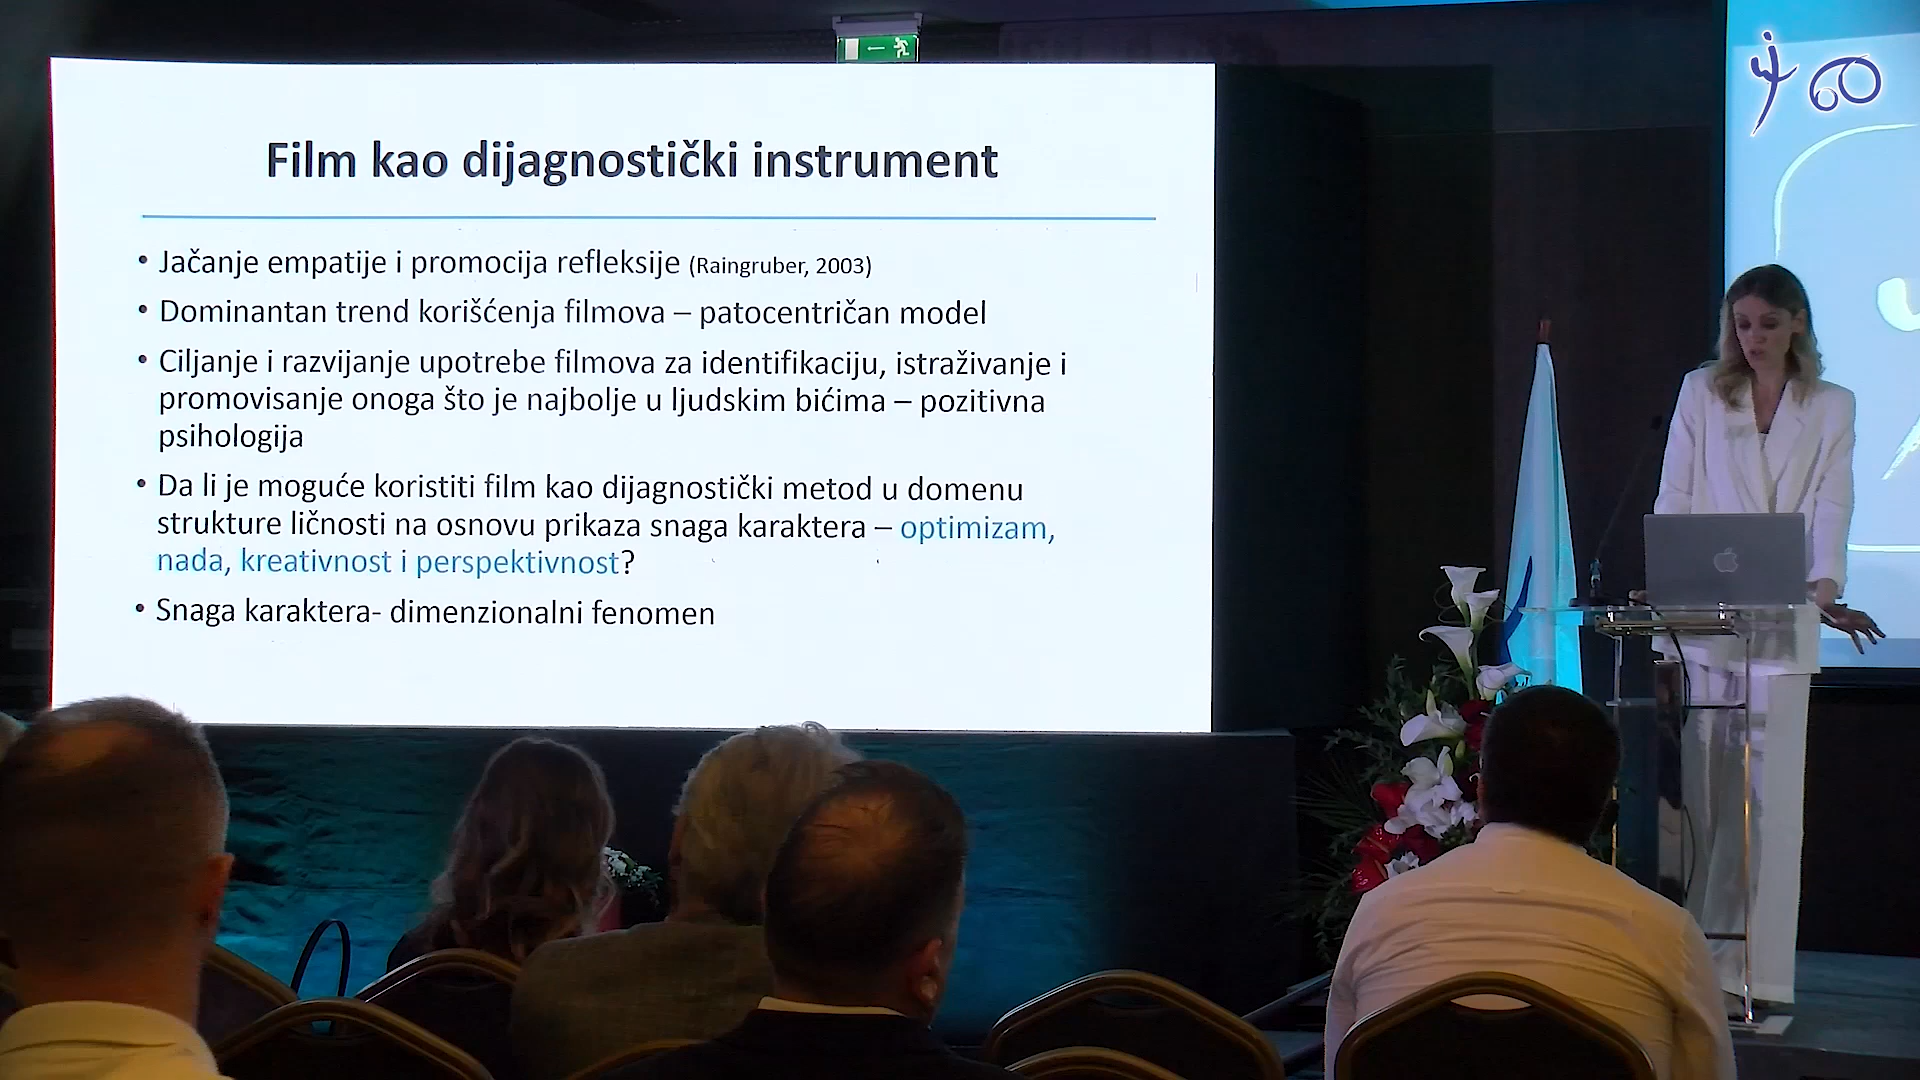 Film kao dijagnostički instrument
• Jačanje empatije i promocija refleksije (Raingruber, 2003)
• Dominantan trend korišćenja filmova – patocentričan model
• Ciljanje i razvijanje upotrebe filmova za identifikaciju, istraživanje i
promovisanje onoga što je najbolje u ljudskim bićima – pozitivna
psihologija
• Da li je moguće koristiti film kao dijagnostički metod u domenu
strukture ličnosti na osnovu prikaza snaga karaktera – optimizam,
nada, kreativnost i perspektivnost?
• Snaga karaktera- dimenzionalni fenomen
60